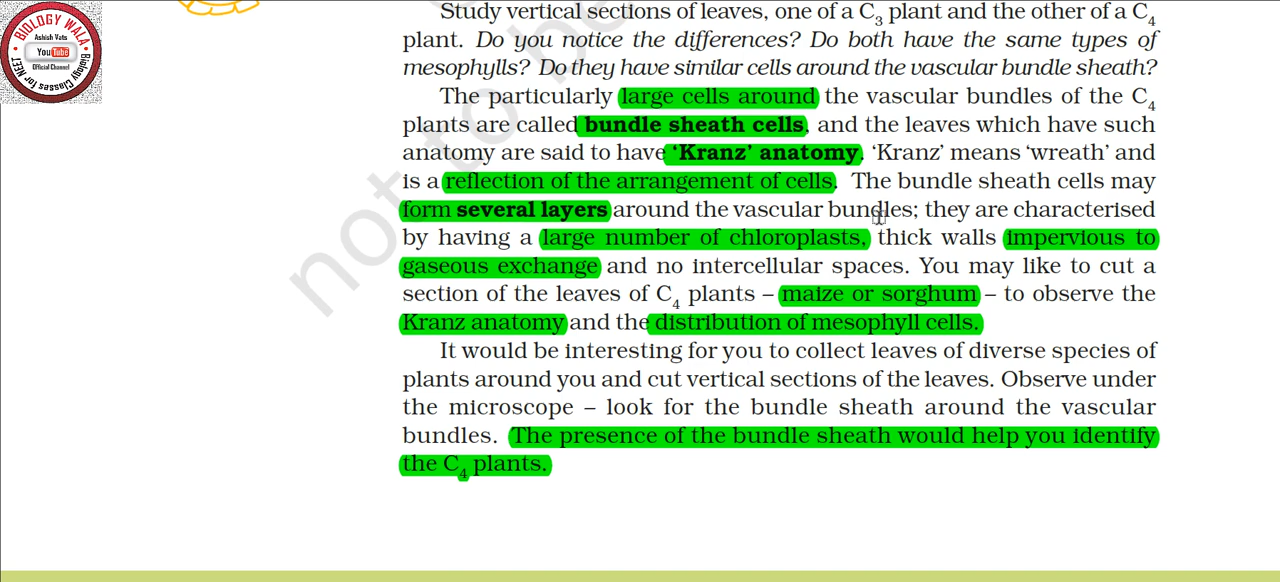 BIOLOGY WALA
Ashish Vats
YouTube
Official Channel
Biology Classes for NEET
Study vertical sections of leaves, one of a C₃ plant and the other of a C₄
plant. Do you notice the differences? Do both have the same types of
mesophylls? Do they have similar cells around the vascular bundle sheath?
The particularly large cells around the vascular bundles of the C₄
plants are called bundle sheath cells, and the leaves which have such
anatomy are said to have ‘Kranz’ anatomy. ‘Kranz’ means ‘wreath’ and
is a reflection of the arrangement of cells. The bundle sheath cells may
form several layers around the vascular bundles; they are characterised
by having a large number of chloroplasts, thick walls impervious to
gaseous exchange and no intercellular spaces. You may like to cut a
section of the leaves of C₄ plants – maize or sorghum – to observe the
Kranz anatomy and the distribution of mesophyll cells.
It would be interesting for you to collect leaves of diverse species of
plants around you and cut vertical sections of the leaves. Observe under
the microscope – look for the bundle sheath around the vascular
bundles. The presence of the bundle sheath would help you identify
the C₄ plants.
not to be